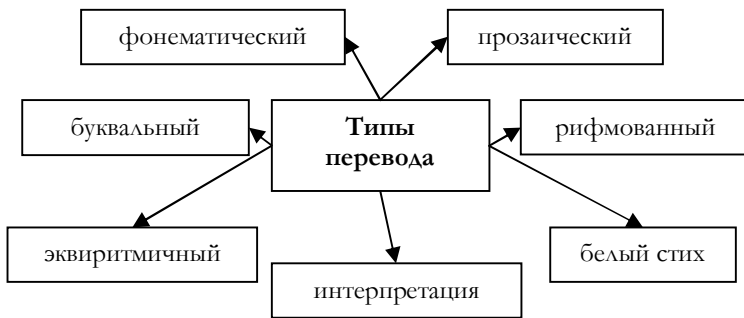 фонематический
прозаический
буквальный
Типы
перевода
рифмованный
эквиритмичный
интерпретация
белый стих